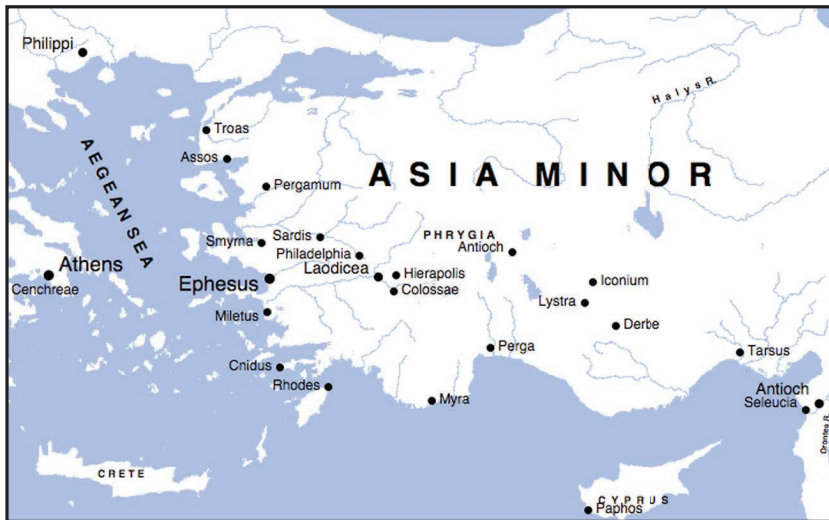 Philippi
Halys R.
Troas
Assos
AEGEAN SEA
ASIA MINOR
Pergamum
PHRYGIA
Sardis
Smyrna
Antioch
Philadelphia
Athens
Laodicea
Hierapolis
Ephesus
Iconium
Cenchreae
Colossae
Lystra
Miletus
Derbe
Perga
Tarsus
Cnidus
Rhodes
Antioch
Myra
Seleucia
Orontes R.
CRETE
CYPRUS
Paphos